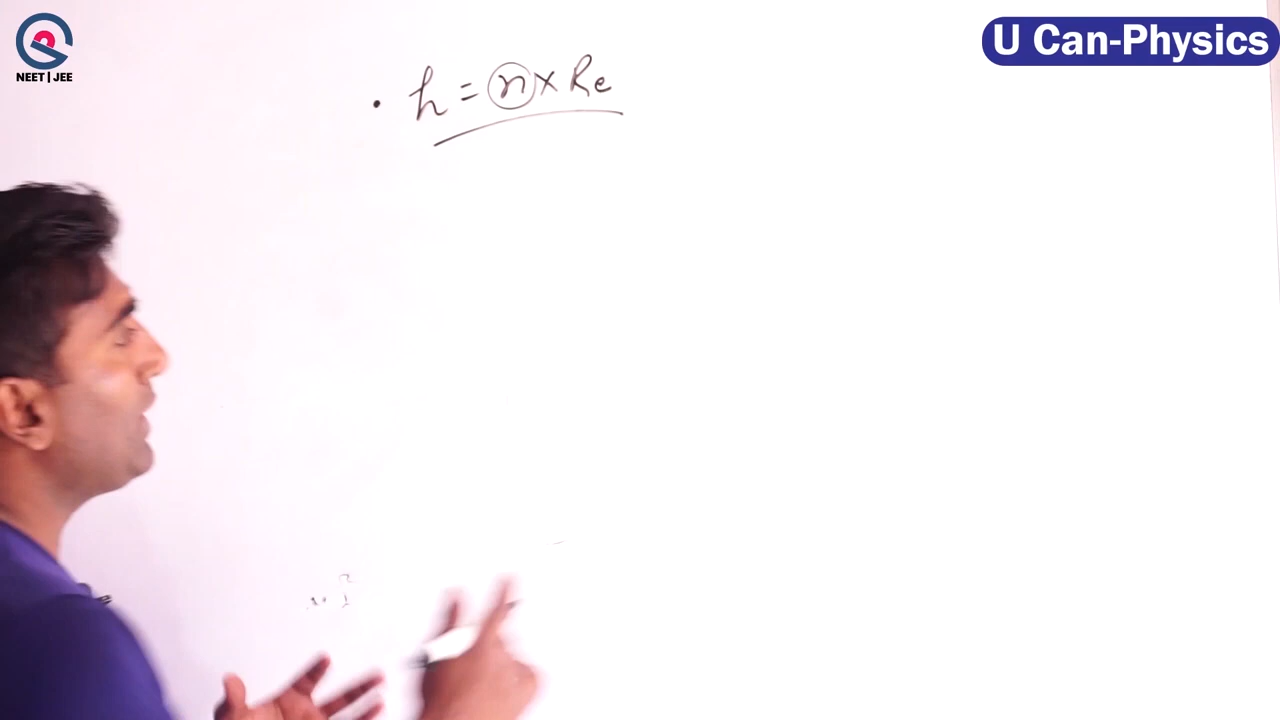 U Can-Physics
NEET | JEE
• h = n × Re